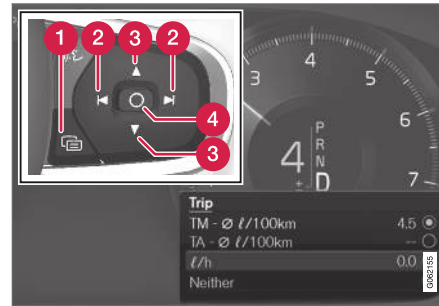 1
2
3
2
4
3
3
4
5
6
7
4
±
P
R
N
D
Trip
TM - Ø ℓ/100km 4.5
TA - Ø ℓ/100km --
ℓ/h 0.0
Neither
G062155